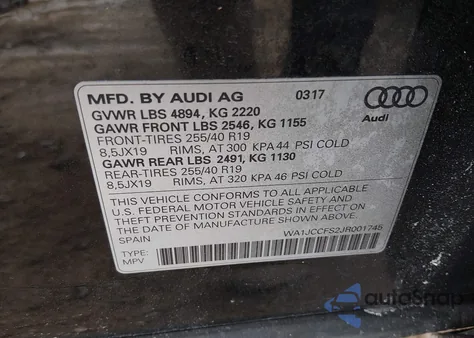 MFD. BY AUDI AG 0317
GVWR LBS 4894, KG 2220
GAWR FRONT LBS 2546, KG 1155
FRONT-TIRES 255/40 R19
8,5JX19 RIMS, AT 300 KPA 44 PSI COLD
GAWR REAR LBS 2491, KG 1130
REAR-TIRES 255/40 R19
8,5JX19 RIMS, AT 320 KPA 46 PSI COLD
Audi
THIS VEHICLE CONFORMS TO ALL APPLICABLE
U.S. FEDERAL MOTOR VEHICLE SAFETY AND
THEFT PREVENTION STANDARDS IN EFFECT ON
THE DATE OF MANUFACTURE SHOWN ABOVE.
SPAIN
WA1JCCFS2JR001745
TYPE:
MPV
autoSnap